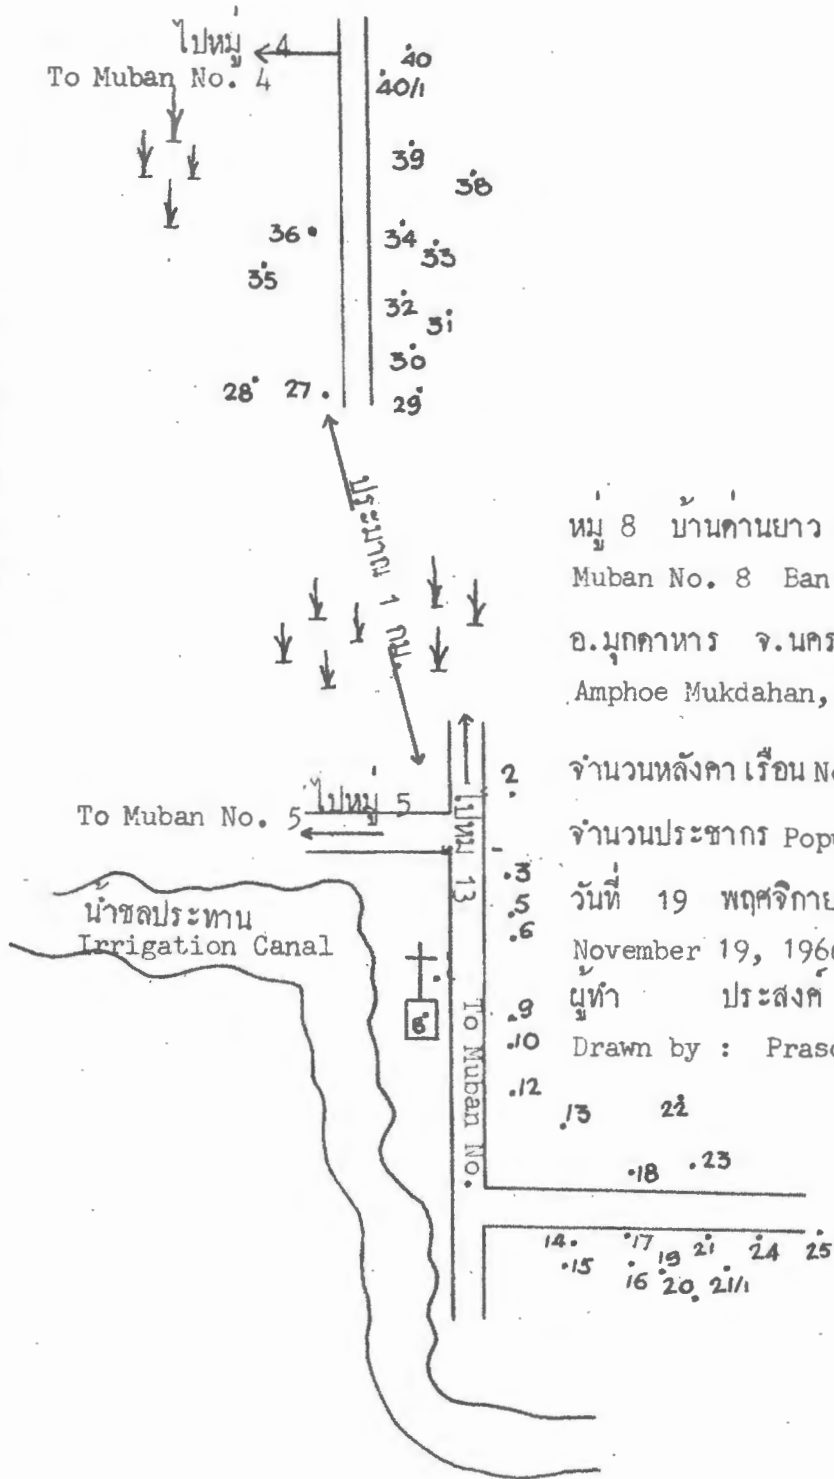 ไปหมู่ 4
To Muban No. 4
40
40/1
39
38
36
34
33
35
32
31
30
28
27
29
ประมาณ 1 กม.
หมู่ 8 บ้านค่านยาว
Muban No. 8 Ban
อ.มุกดาหาร จ.นคร
Amphoe Mukdahan,
จำนวนหลังคาเรือน No
จำนวนประชากร Popu
วันที่ 19 พฤศจิกาย
November 19, 196
ผู้ทำ ประสงค์
Drawn by : Praso
2
ไปหมู่ 5
To Muban No. 5
ไปหมู่ 13
To Muban No.
3
5
6
น้ำชลประทาน
Irrigation Canal
8
9
10
12
13
22
18
23
14
17
21
24
25
15
16
19
20
21/1